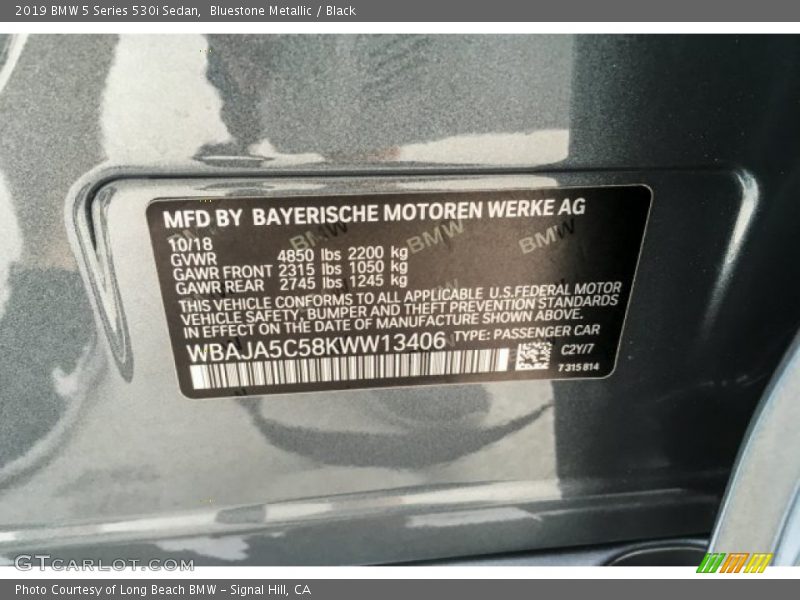 2019 BMW 5 Series 530i Sedan,  Bluestone Metallic / Black
MFD BY BAYERISCHE MOTOREN WERKE AG
10/18
GVWR 4850 lbs 2200 kg
GAWR FRONT 2315 lbs 1050 kg
GAWR REAR 2745 lbs 1245 kg
THIS VEHICLE CONFORMS TO ALL APPLICABLE U.S.FEDERAL MOTOR
VEHICLE SAFETY, BUMPER AND THEFT PREVENTION STANDARDS
IN EFFECT ON THE DATE OF MANUFACTURE SHOWN ABOVE.
WBAJA5C58KWW13406 TYPE: PASSENGER CAR
C2Y/7
7 315 814
BMW BMW BMW
GTCARLOT.COM
Photo Courtesy of Long Beach BMW – Signal Hill, CA